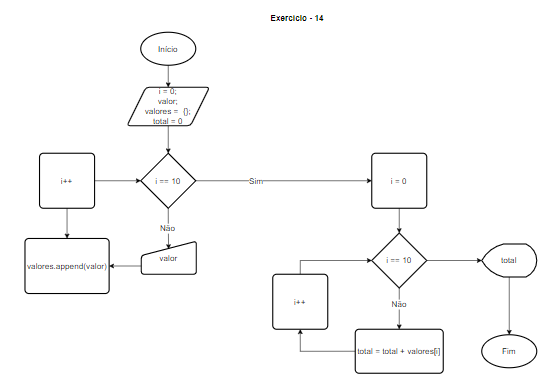 Exercício - 14
Início
i = 0;
valor;
valores = {};
total = 0
i++
i == 10
Sim
i = 0
Não
valores.append(valor)
valor
i == 10
total
i++
Não
total = total + valores[i]
Fim